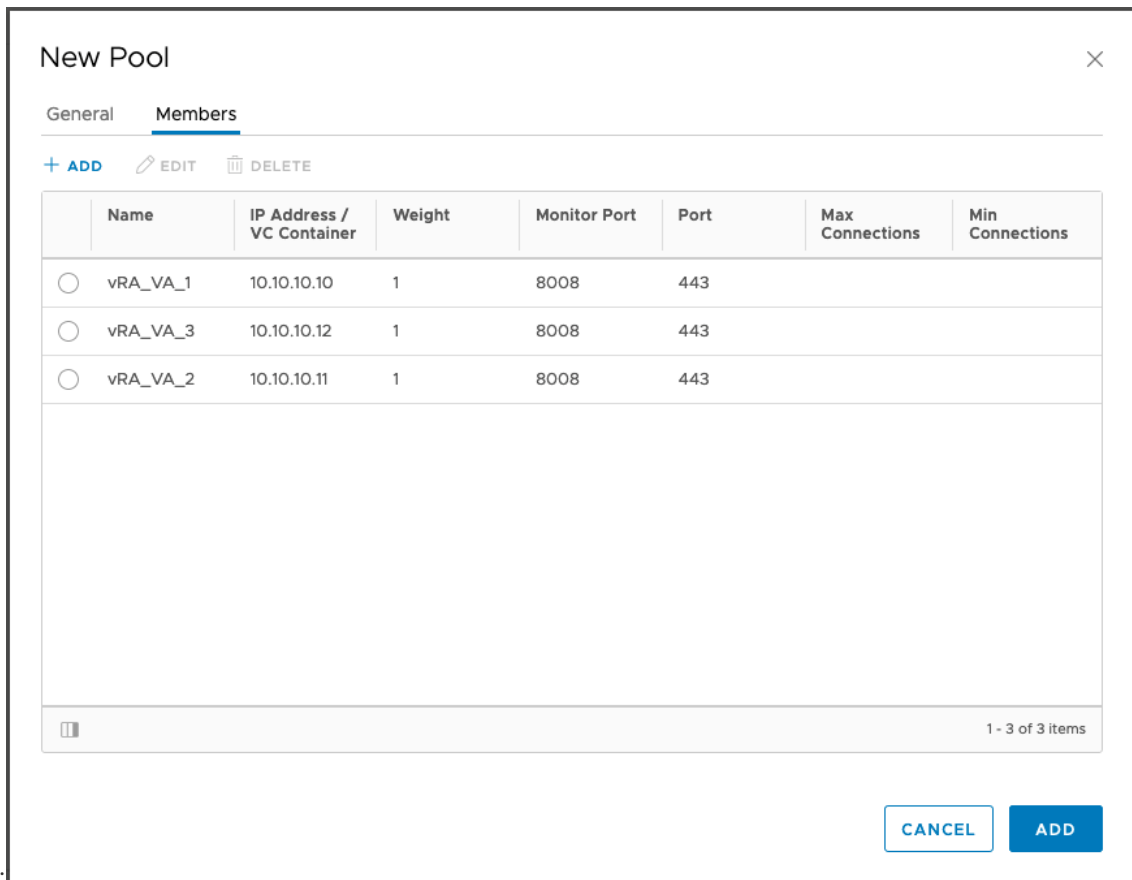 New Pool
General Members
ADD EDIT DELETE
Name IP Address / VC Container Weight Monitor Port Port Max Connections Min Connections
vRA_VA_1 10.10.10.10 1 8008 443
vRA_VA_3 10.10.10.12 1 8008 443
vRA_VA_2 10.10.10.11 1 8008 443
1 - 3 of 3 items
CANCEL ADD